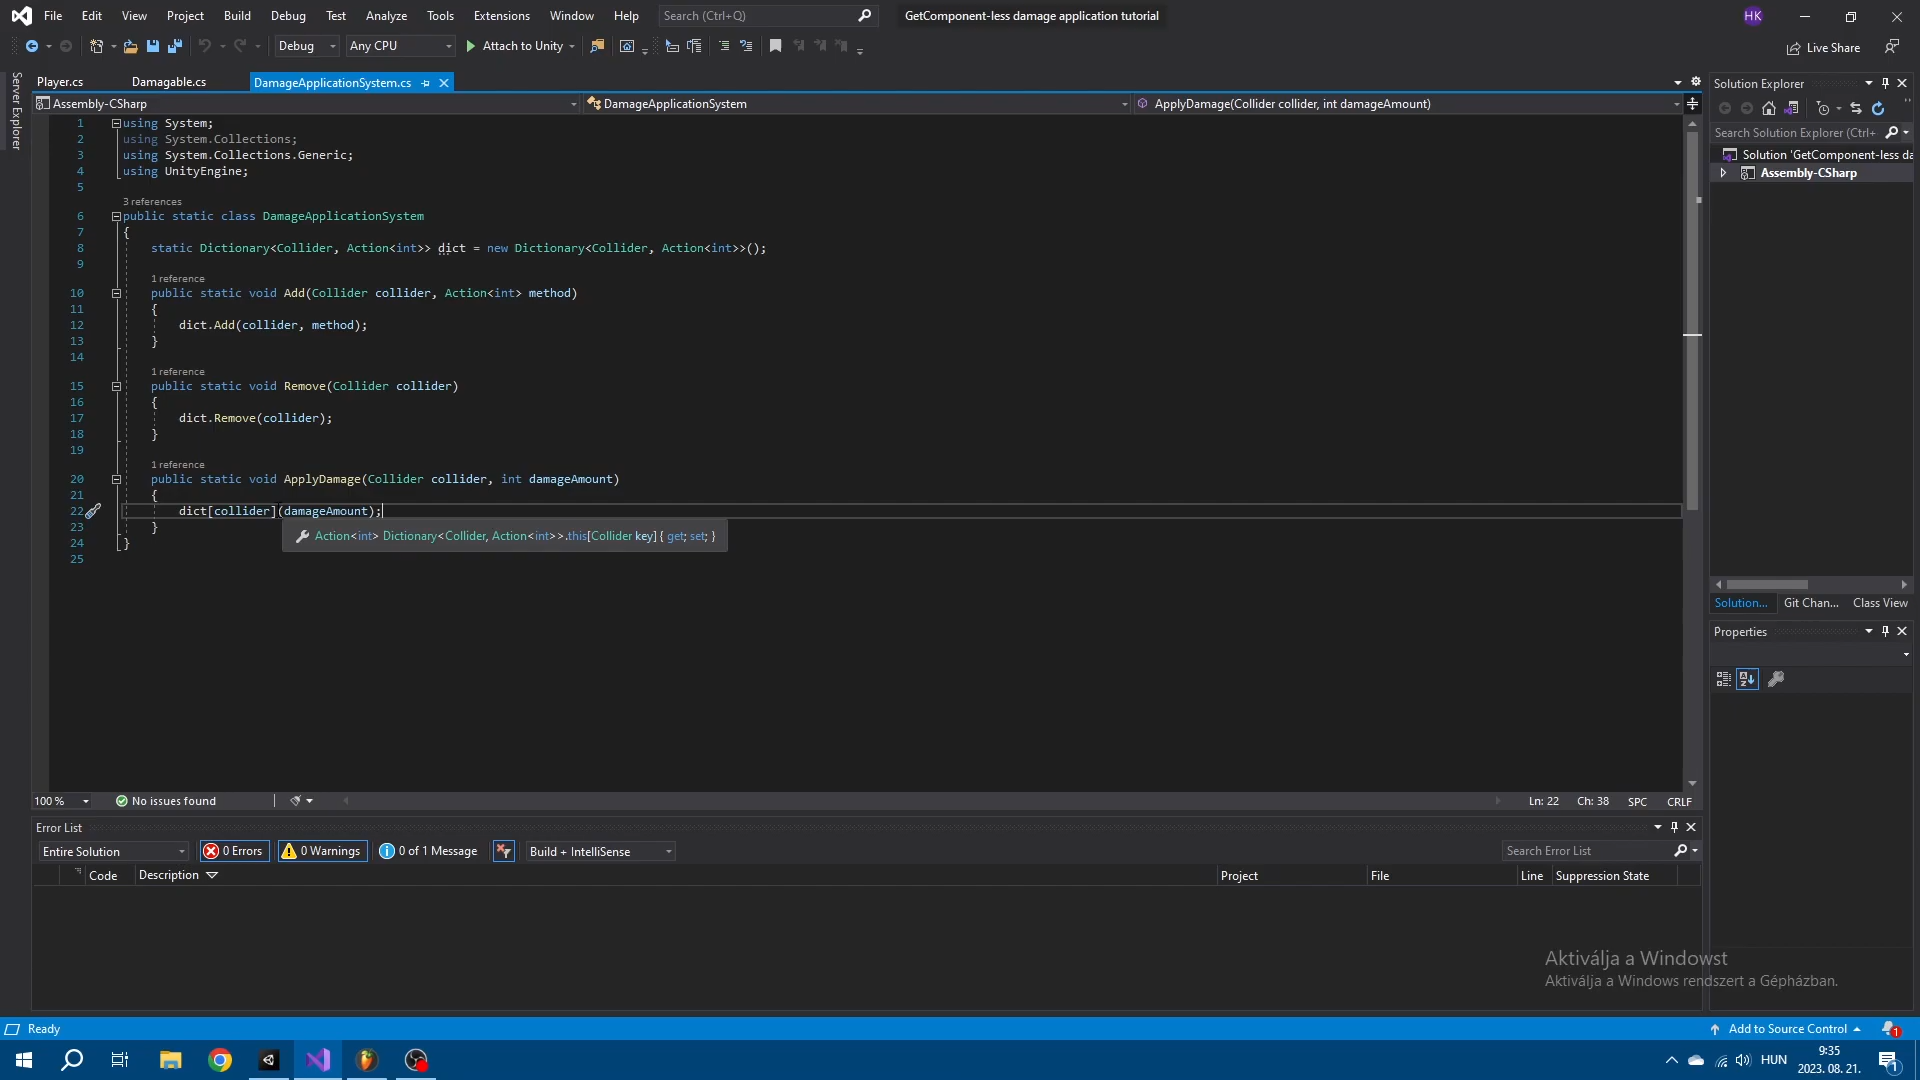 File Edit View Project Build Debug Test Analyze Tools Extensions Window Help Search (Ctrl+Q) GetComponent-less damage application tutorial HK
Debug Any CPU Attach to Unity Live Share
Server Explorer
Player.cs Damagable.cs DamageApplicationSystem.cs
Assembly-CSharp DamageApplicationSystem ApplyDamage(Collider collider, int damageAmount)
1 using System;
2 using System.Collections;
3 using System.Collections.Generic;
4 using UnityEngine;
5
3 references
6 public static class DamageApplicationSystem
7 {
8 static Dictionary<Collider, Action<int>> dict = new Dictionary<Collider, Action<int>>();
9
1 reference
10 public static void Add(Collider collider, Action<int> method)
11 {
12 dict.Add(collider, method);
13 }
14
1 reference
15 public static void Remove(Collider collider)
16 {
17 dict.Remove(collider);
18 }
19
1 reference
20 public static void ApplyDamage(Collider collider, int damageAmount)
21 {
22 dict[collider](damageAmount);
23 }
Action<int> Dictionary<Collider, Action<int>>.this[Collider key] { get; set; }
24 }
25
100 % No issues found Ln: 22 Ch: 38 SPC CRLF
Error List
Entire Solution 0 Errors 0 Warnings 0 of 1 Message Build + IntelliSense Search Error List
Code Description Project File Line Suppression State
Solution Explorer
Search Solution Explorer (Ctrl+
Solution 'GetComponent-less da
Assembly-CSharp
Solution... Git Chan... Class View
Properties
Aktiválja a Windowst
Aktiválja a Windows rendszert a Gépházban.
Ready Add to Source Control 1
HUN 9:35
2023. 08. 21. 1